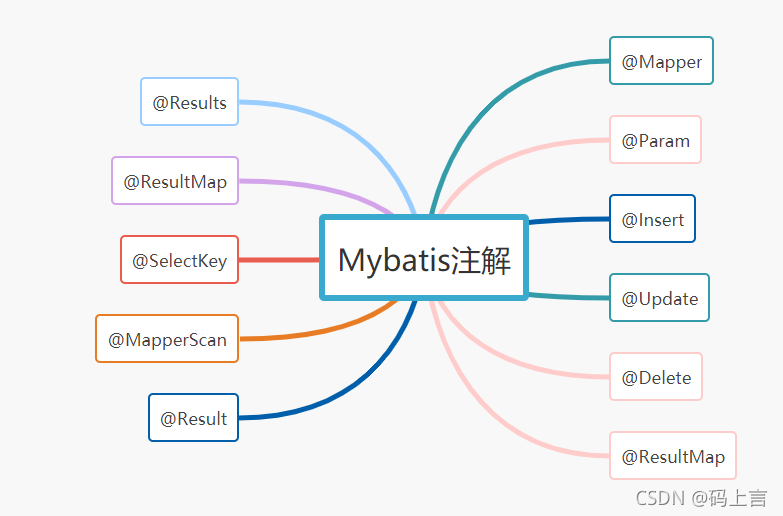 Mybatis注解
@Mapper
@Param
@Insert
@Update
@Delete
@ResultMap
@Results
@ResultMap
@SelectKey
@MapperScan
@Result
CSDN @码上言